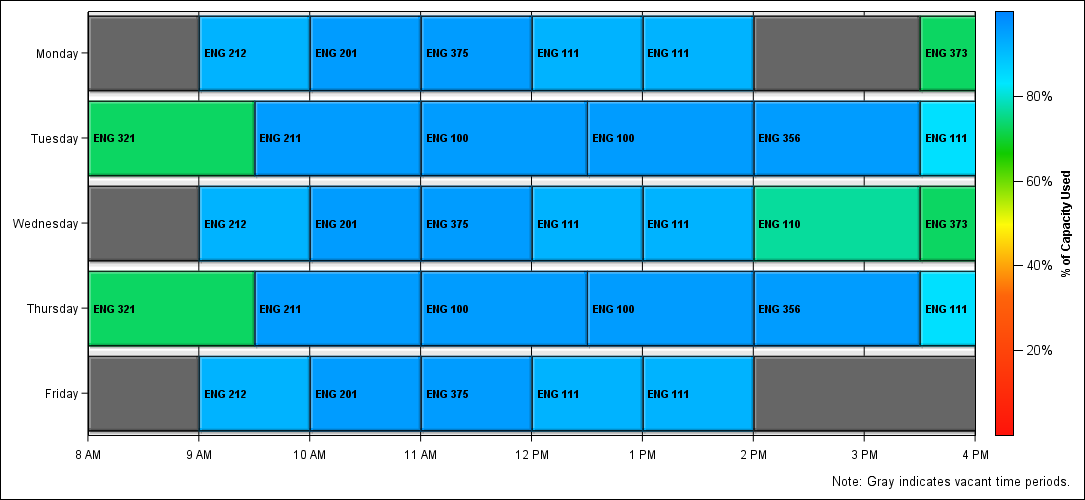 Monday
ENG 212
ENG 201
ENG 375
ENG 111
ENG 111
ENG 373
Tuesday
ENG 321
ENG 211
ENG 100
ENG 100
ENG 356
ENG 111
Wednesday
ENG 212
ENG 201
ENG 375
ENG 111
ENG 111
ENG 110
ENG 373
Thursday
ENG 321
ENG 211
ENG 100
ENG 100
ENG 356
ENG 111
Friday
ENG 212
ENG 201
ENG 375
ENG 111
ENG 111
8 AM
9 AM
10 AM
11 AM
12 PM
1 PM
2 PM
3 PM
4 PM
80%
60%
40%
20%
% of Capacity Used
Note: Gray indicates vacant time periods.